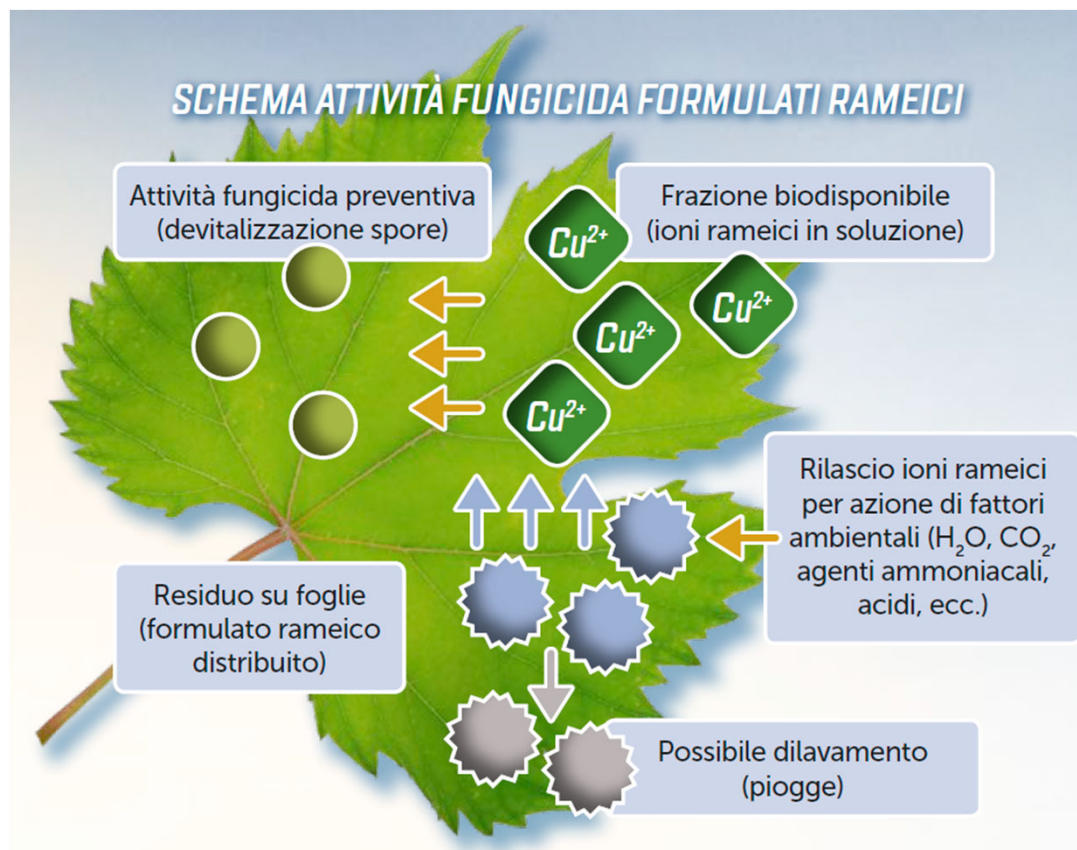 SCHEMA ATTIVITÀ FUNGICIDA FORMULATI RAMEICI
Attività fungicida preventiva
(devitalizzazione spore)
Frazione biodisponibile
(ioni rameici in soluzione)
Cu²⁺
Cu²⁺
Cu²⁺
Cu²⁺
Rilascio ioni rameici
per azione di fattori
ambientali (H₂O, CO₂,
agenti ammoniacali,
acidi, ecc.)
Residuo su foglie
(formulato rameico
distribuito)
Possibile dilavamento
(piogge)